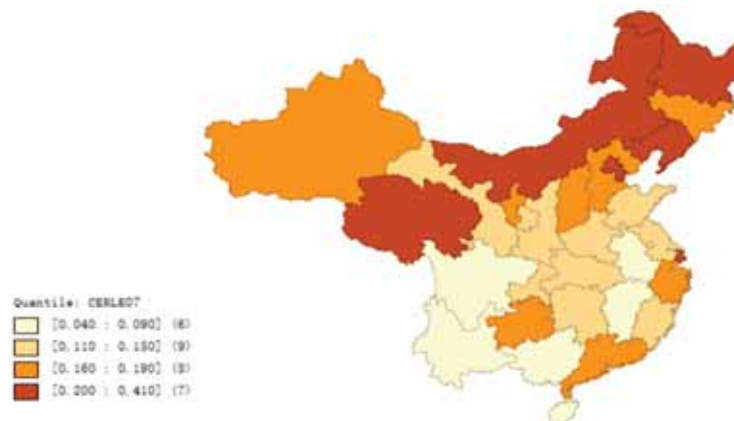 Quantile: CERLE07
[0.040 : 0.090] (6)
[0.110 : 0.150] (9)
[0.160 : 0.190] (8)
[0.200 : 0.410] (7)